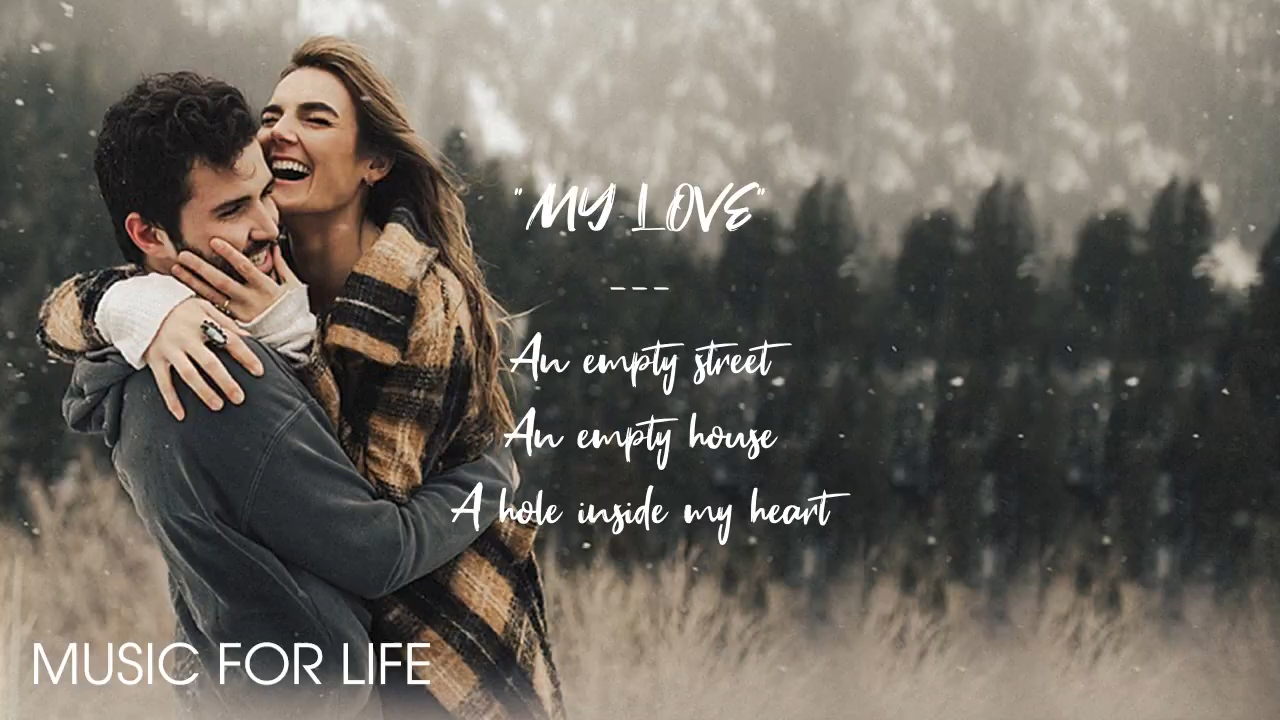 "MY LOVE"
---
An empty street
An empty house
A hole inside my heart
MUSIC FOR LIFE